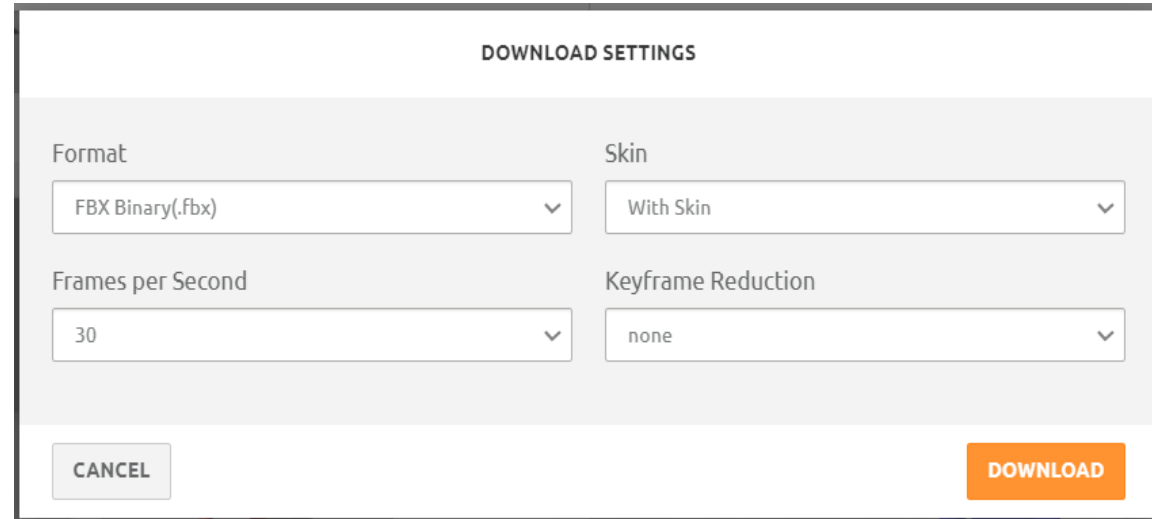 DOWNLOAD SETTINGS
Format
Skin
FBX Binary(.fbx)
With Skin
Frames per Second
Keyframe Reduction
30
none
CANCEL
DOWNLOAD